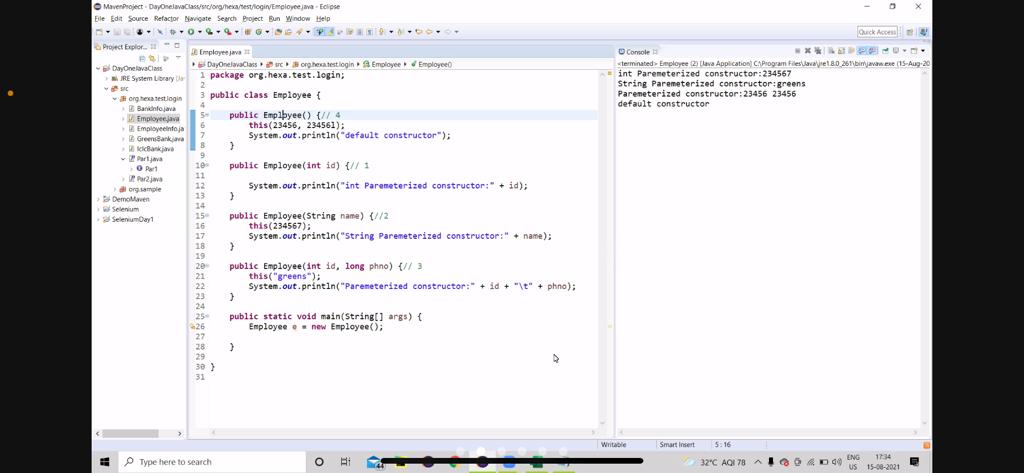 MavenProject - DayOneJavaClass/src/org/hexa/test/login/Employee.java - Eclipse
File Edit Source Refactor Navigate Search Project Run Window Help
Quick Access
Project Explor...
DayOneJavaClass
JRE System Library [Ja
src
org.hexa.test.login
BankInfo.java
Employee.java
EmployeeInfo.ja
GreensBank.java
IcIcBank.java
Par1.java
Par1
Par2.java
org.sample
DemoMaven
Selenium
SeleniumDay1
Employee.java
DayOneJavaClass src org.hexa.test.login Employee Employee()
1 package org.hexa.test.login;
2
3 public class Employee {
4
5 public Employee() {// 4
6 this(23456, 23456l);
7 System.out.println("default constructor");
8 }
9
10 public Employee(int id) {// 1
11
12 System.out.println("int Paremeterized constructor:" + id);
13 }
14
15 public Employee(String name) {//2
16 this(234567);
17 System.out.println("String Paremeterized constructor:" + name);
18 }
19
20 public Employee(int id, long phno) {// 3
21 this("greens");
22 System.out.println("Paremeterized constructor:" + id + "\t" + phno);
23 }
24
25 public static void main(String[] args) {
26 Employee e = new Employee();
27
28 }
29
30 }
31
Console
<terminated> Employee (2) [Java Application] C:\Program Files\Java\jre1.8.0_261\bin\javaw.exe (15-Aug-20
int Paremeterized constructor:234567
String Paremeterized constructor:greens
Paremeterized constructor:23456 23456
default constructor
Writable Smart Insert 5 : 16
Type here to search
44
32°C AQI 78
ENG
US
17:34
15-08-2021